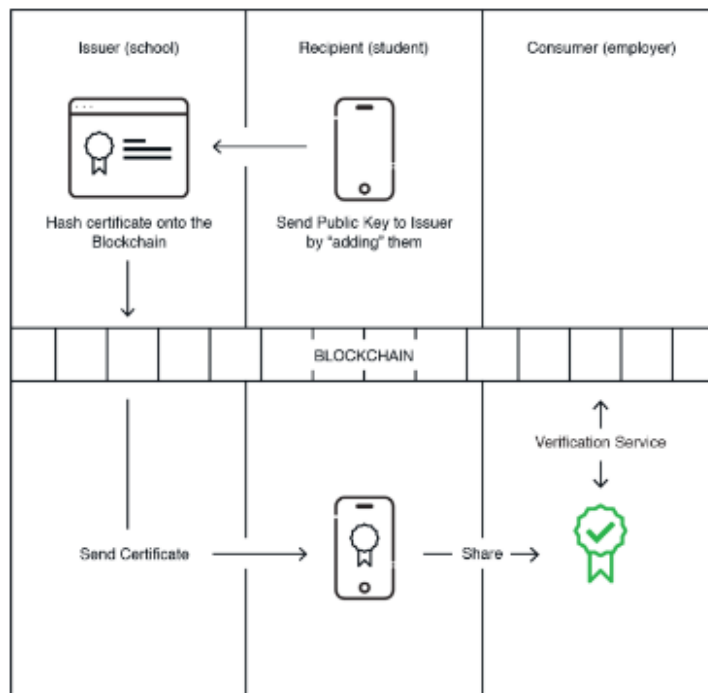 Issuer (school)
Recipient (student)
Consumer (employer)
Hash certificate onto the
Blockchain
Send Public Key to Issuer
by "adding" them
BLOCKCHAIN
Verification Service
Send Certificate
Share